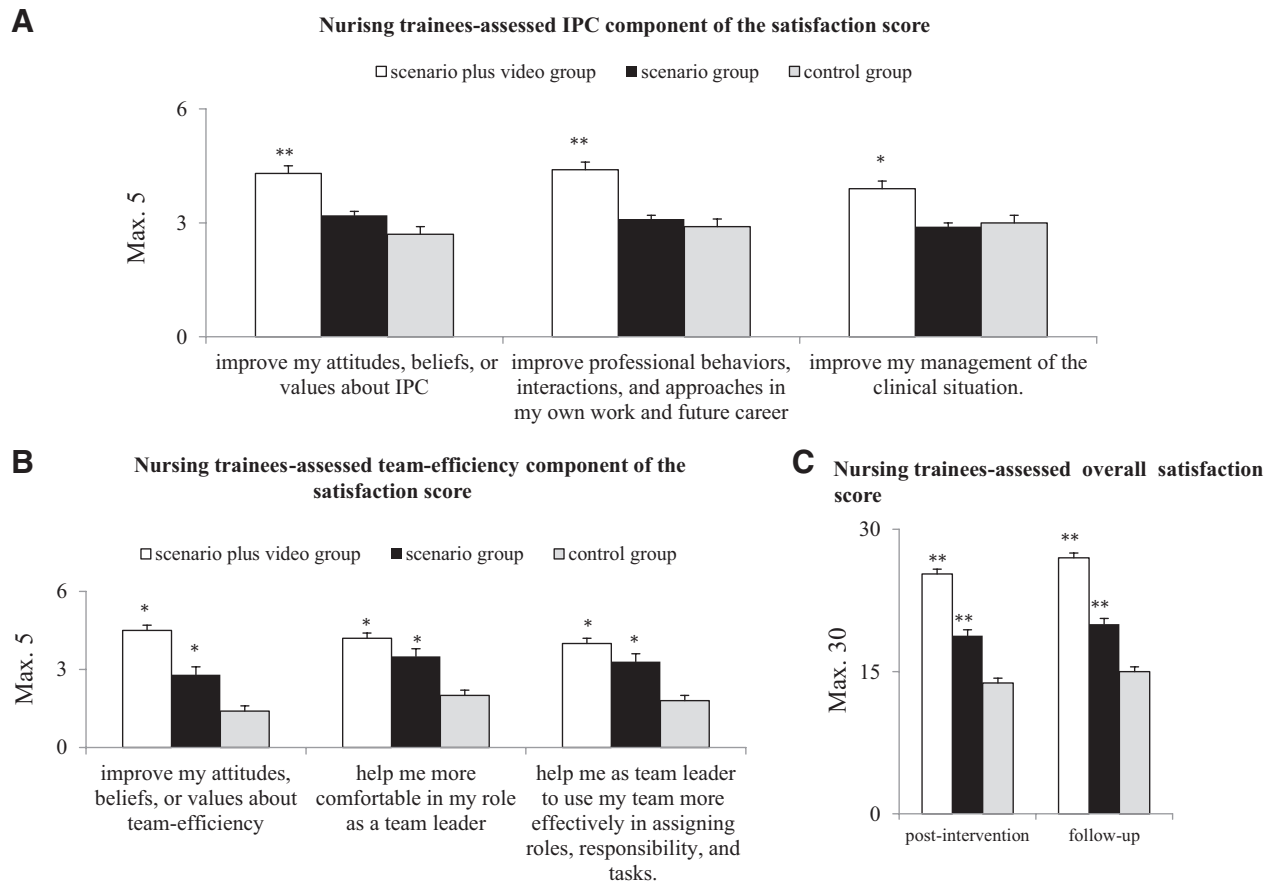 A
Nurisng trainees-assessed IPC component of the satisfaction score
scenario plus video group scenario group control group
6
**
**
*
Max. 5
3
0
improve my attitudes, beliefs, or
values about IPC
improve professional behaviors,
interactions, and approaches in
my own work and future career
improve my management of the
clinical situation.
B
Nursing trainees-assessed team-efficiency component of the
satisfaction score
scenario plus video group scenario group control group
6
*
*
*
*
*
*
Max. 5
3
0
improve my attitudes,
beliefs, or values about
team-efficiency
help me more
comfortable in my role
as a team leader
help me as team leader
to use my team more
effectively in assigning
roles, responsibility, and
tasks.
C
Nursing trainees-assessed overall satisfaction
score
30
**
**
**
**
Max. 30
15
0
post-intervention
follow-up